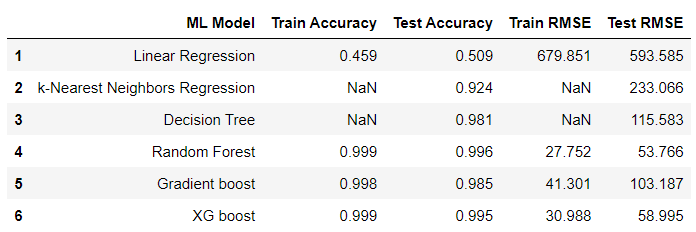 ML Model Train Accuracy Test Accuracy Train RMSE Test RMSE
1 Linear Regression 0.459 0.509 679.851 593.585
2 k-Nearest Neighbors Regression NaN 0.924 NaN 233.066
3 Decision Tree NaN 0.981 NaN 115.583
4 Random Forest 0.999 0.996 27.752 53.766
5 Gradient boost 0.998 0.985 41.301 103.187
6 XG boost 0.999 0.995 30.988 58.995